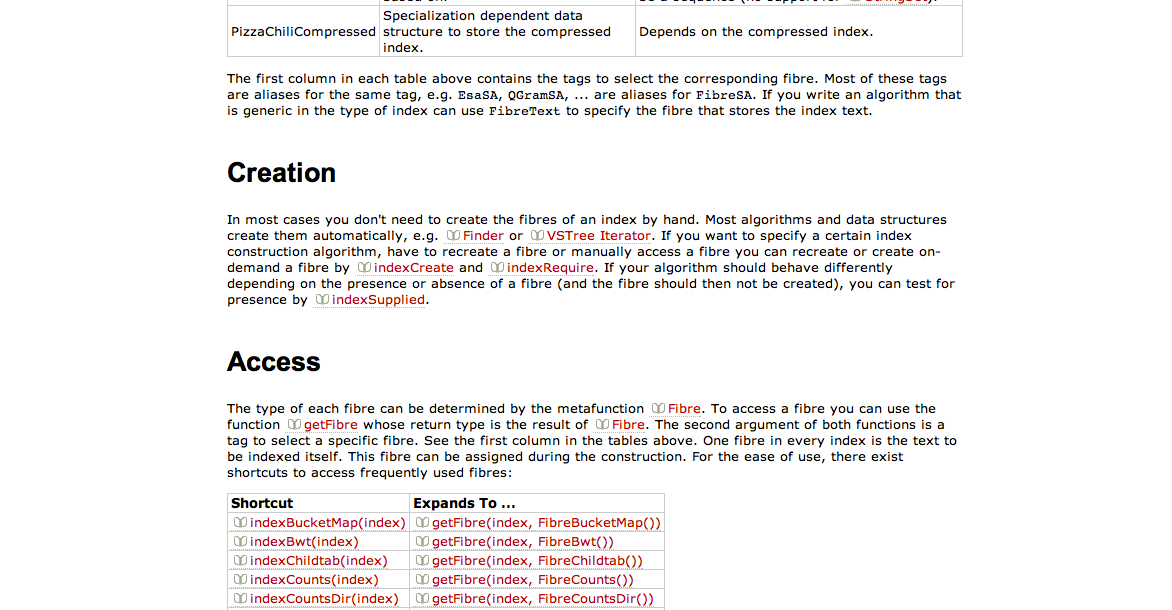 PizzaChiliCompressed
Specialization dependent data
structure to store the compressed
index.
Depends on the compressed index.
The first column in each table above contains the tags to select the corresponding fibre. Most of these tags
are aliases for the same tag, e.g. EsaSA, QGramSA, ... are aliases for FibreSA. If you write an algorithm that
is generic in the type of index can use FibreText to specify the fibre that stores the index text.
Creation
In most cases you don't need to create the fibres of an index by hand. Most algorithms and data structures
create them automatically, e.g. Finder or VSTree Iterator. If you want to specify a certain index
construction algorithm, have to recreate a fibre or manually access a fibre you can recreate or create on-
demand a fibre by indexCreate and indexRequire. If your algorithm should behave differently
depending on the presence or absence of a fibre (and the fibre should then not be created), you can test for
presence by indexSupplied.
Access
The type of each fibre can be determined by the metafunction Fibre. To access a fibre you can use the
function getFibre whose return type is the result of Fibre. The second argument of both functions is a
tag to select a specific fibre. See the first column in the tables above. One fibre in every index is the text to
be indexed itself. This fibre can be assigned during the construction. For the ease of use, there exist
shortcuts to access frequently used fibres:
Shortcut Expands To ...
indexBucketMap(index) getFibre(index, FibreBucketMap())
indexBwt(index) getFibre(index, FibreBwt())
indexChildtab(index) getFibre(index, FibreChildtab())
indexCounts(index) getFibre(index, FibreCounts())
indexCountsDir(index) getFibre(index, FibreCountsDir())